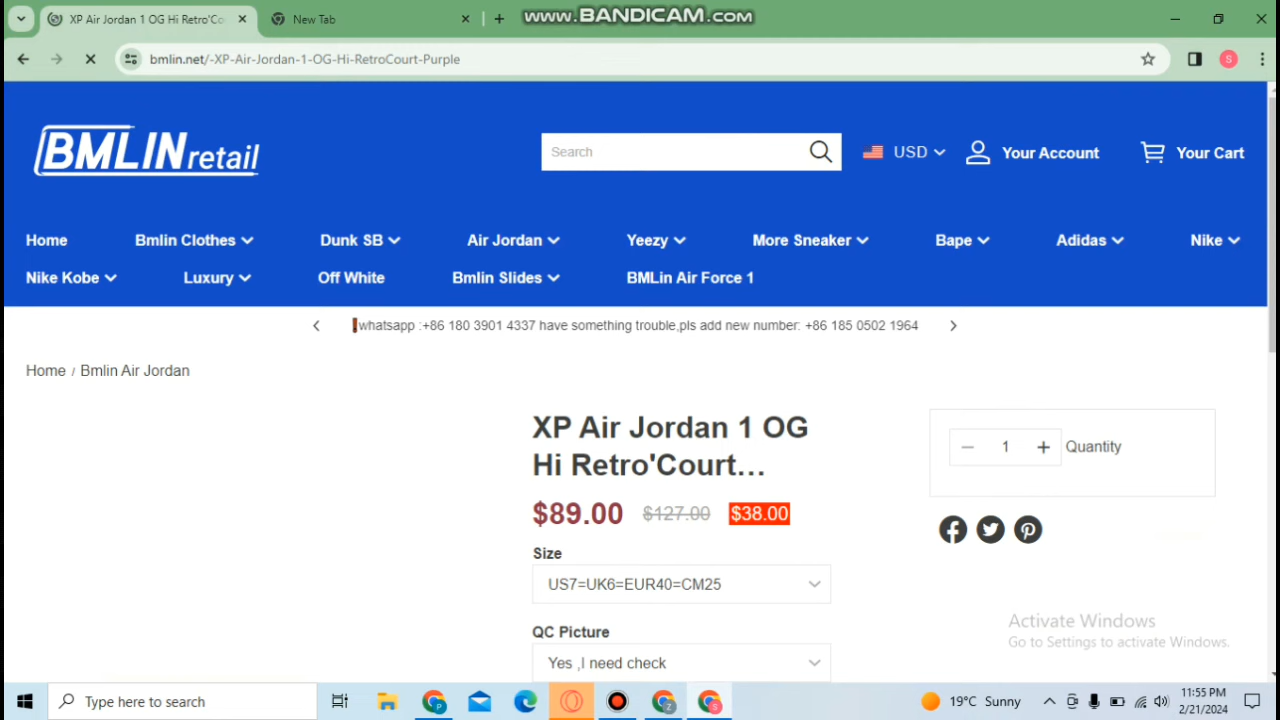 www.BANDICAM.com
XP Air Jordan 1 OG Hi Retro'Co
New Tab
bmlin.net/-XP-Air-Jordan-1-OG-Hi-RetroCourt-Purple
S
BMLIN retail
Search
USD
Your Account
Your Cart
Home
Bmlin Clothes
Dunk SB
Air Jordan
Yeezy
More Sneaker
Bape
Adidas
Nike
Nike Kobe
Luxury
Off White
Bmlin Slides
BMLin Air Force 1
❗whatsapp :+86 180 3901 4337 have something trouble,pls add new number: +86 185 0502 1964
Home / Bmlin Air Jordan
XP Air Jordan 1 OG
Hi Retro'Court...
$89.00 $127.00 $38.00
Size
US7=UK6=EUR40=CM25
QC Picture
Yes ,I need check
1
Quantity
Activate Windows
Go to Settings to activate Windows.
Type here to search
P
Z
S
19°C Sunny
11:55 PM
2/21/2024